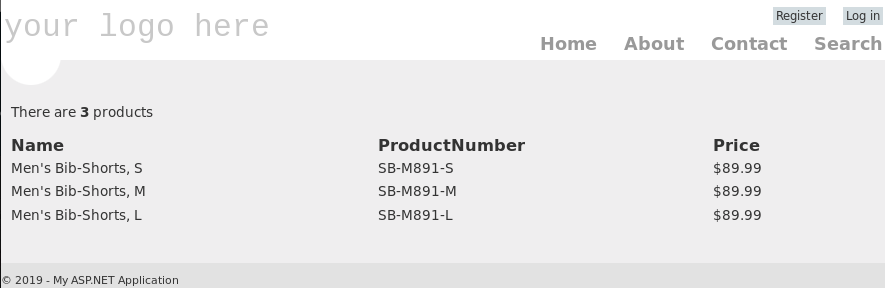 your logo here
Register Log in
Home About Contact Search
There are 3 products
Name ProductNumber Price
Men's Bib-Shorts, S SB-M891-S $89.99
Men's Bib-Shorts, M SB-M891-M $89.99
Men's Bib-Shorts, L SB-M891-L $89.99
© 2019 - My ASP.NET Application